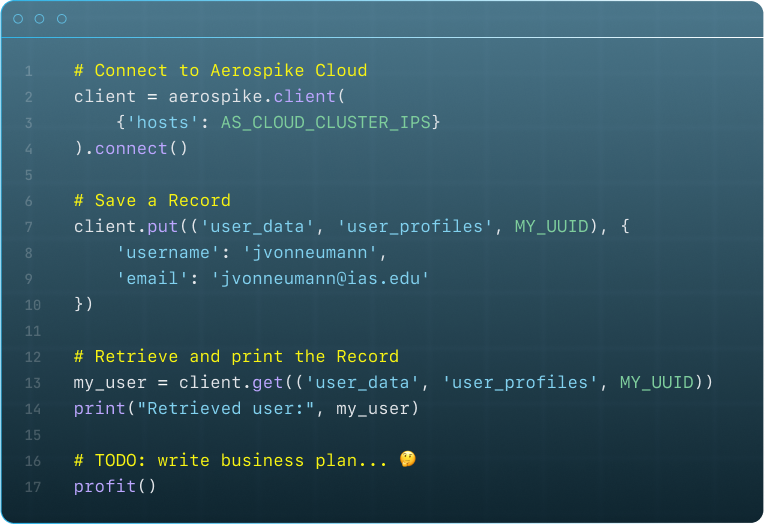 1 # Connect to Aerospike Cloud
2 client = aerospike.client(
3     {'hosts': AS_CLOUD_CLUSTER_IPS}
4 ).connect()
5
6 # Save a Record
7 client.put(('user_data', 'user_profiles', MY_UUID), {
8     'username': 'jvonneumann',
9     'email': 'jvonneumann@ias.edu'
10 })
11
12 # Retrieve and print the Record
13 my_user = client.get(('user_data', 'user_profiles', MY_UUID))
14 print("Retrieved user:", my_user)
15
16 # TODO: write business plan... 🤔
17 profit()